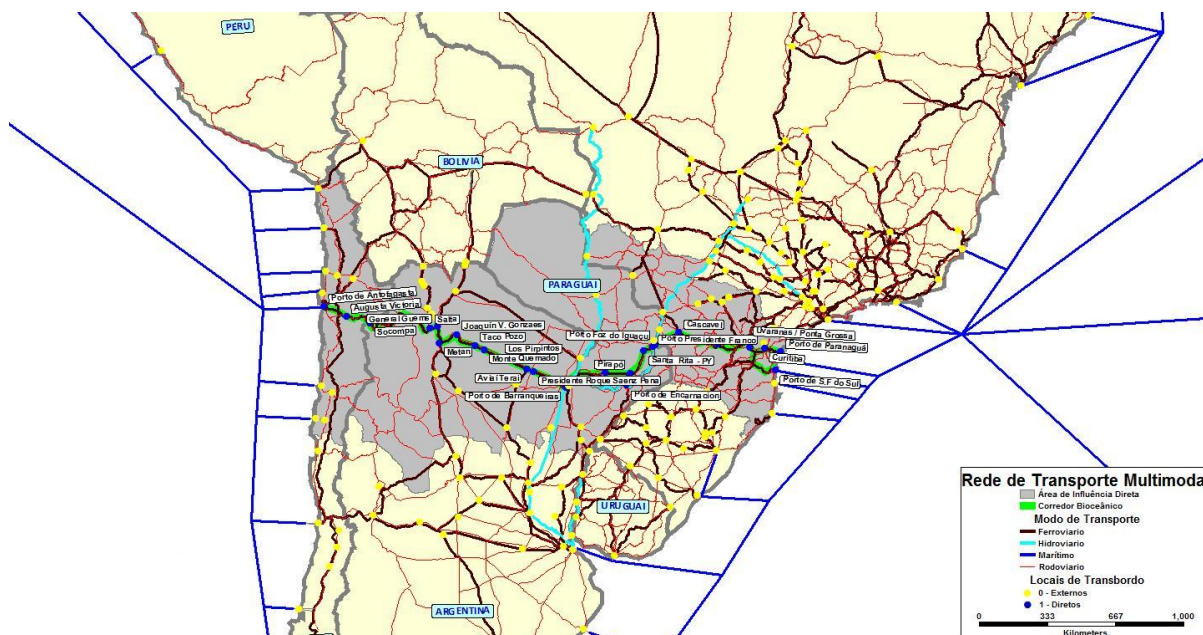 PERU
BOLIVIA
PARAGUAI
Porto de Antofagasta
Augusta Victoria
General Guems
Salta
Socompa
Joaquin V. Gonzaes
Taco Pozo
Metan
Los Pirpintos
Monte Quemado
Aviai Terai
Presidente Roque Saenz Pena
Porto de Barranqueiras
Porto Foz do Iguaçu
Cascavel
Porto Presidente Franco
Uvaranas / Ponta Grossa
Porto de Paranaguá
Curitiba
Pirapó
Santa Rita - PY
Porto de S.F do Sul
Porto de Encarnacion
URUGUAI
ARGENTINA
Rede de Transporte Multimoda
Área de Influência Direta
Corredor Bioceânico
Modo de Transporte
Ferroviario
Hidroviario
Marítimo
Rodoviario
Locais de Transbordo
0 - Externos
1 - Diretos
0 333 667 1,000
Kilometers